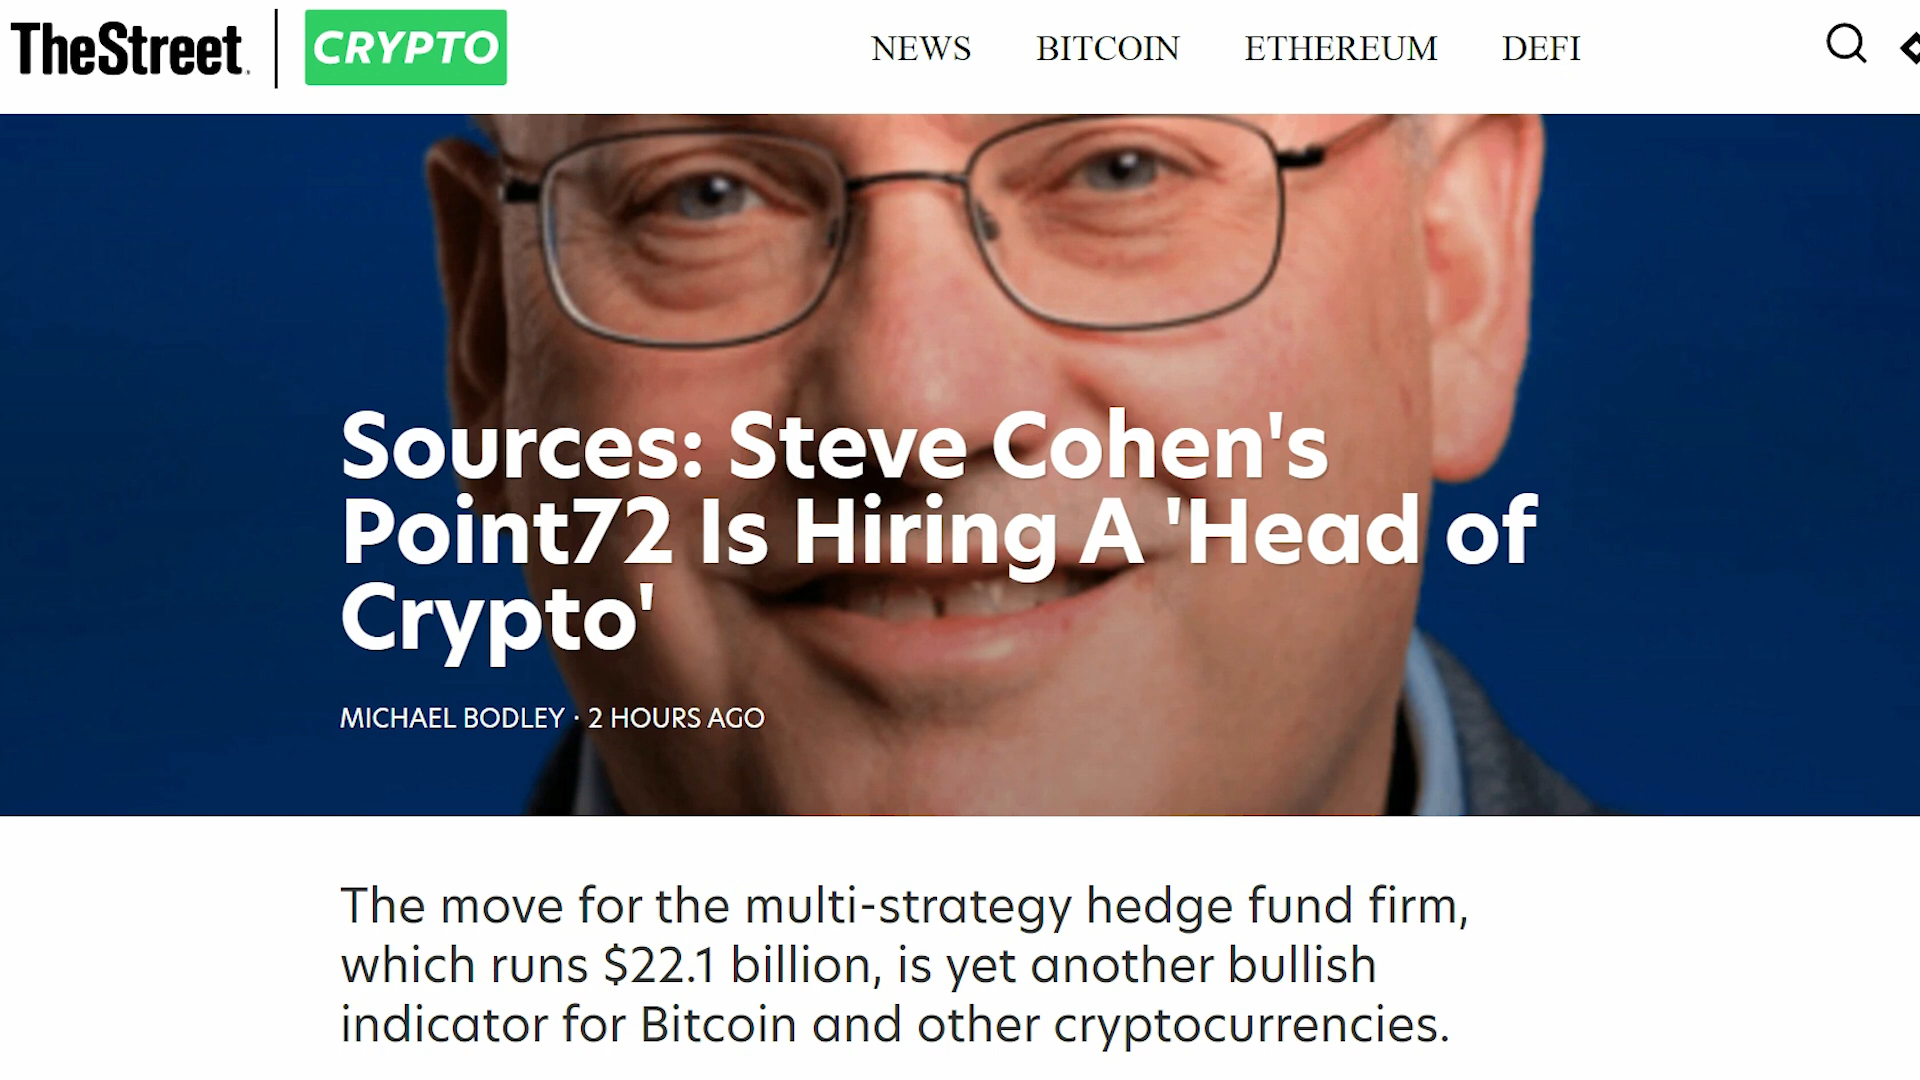 TheStreet. CRYPTO NEWS BITCOIN ETHEREUM DEFI
Sources: Steve Cohen's
Point72 Is Hiring A 'Head of
Crypto'
MICHAEL BODLEY · 2 HOURS AGO
The move for the multi-strategy hedge fund firm,
which runs $22.1 billion, is yet another bullish
indicator for Bitcoin and other cryptocurrencies.